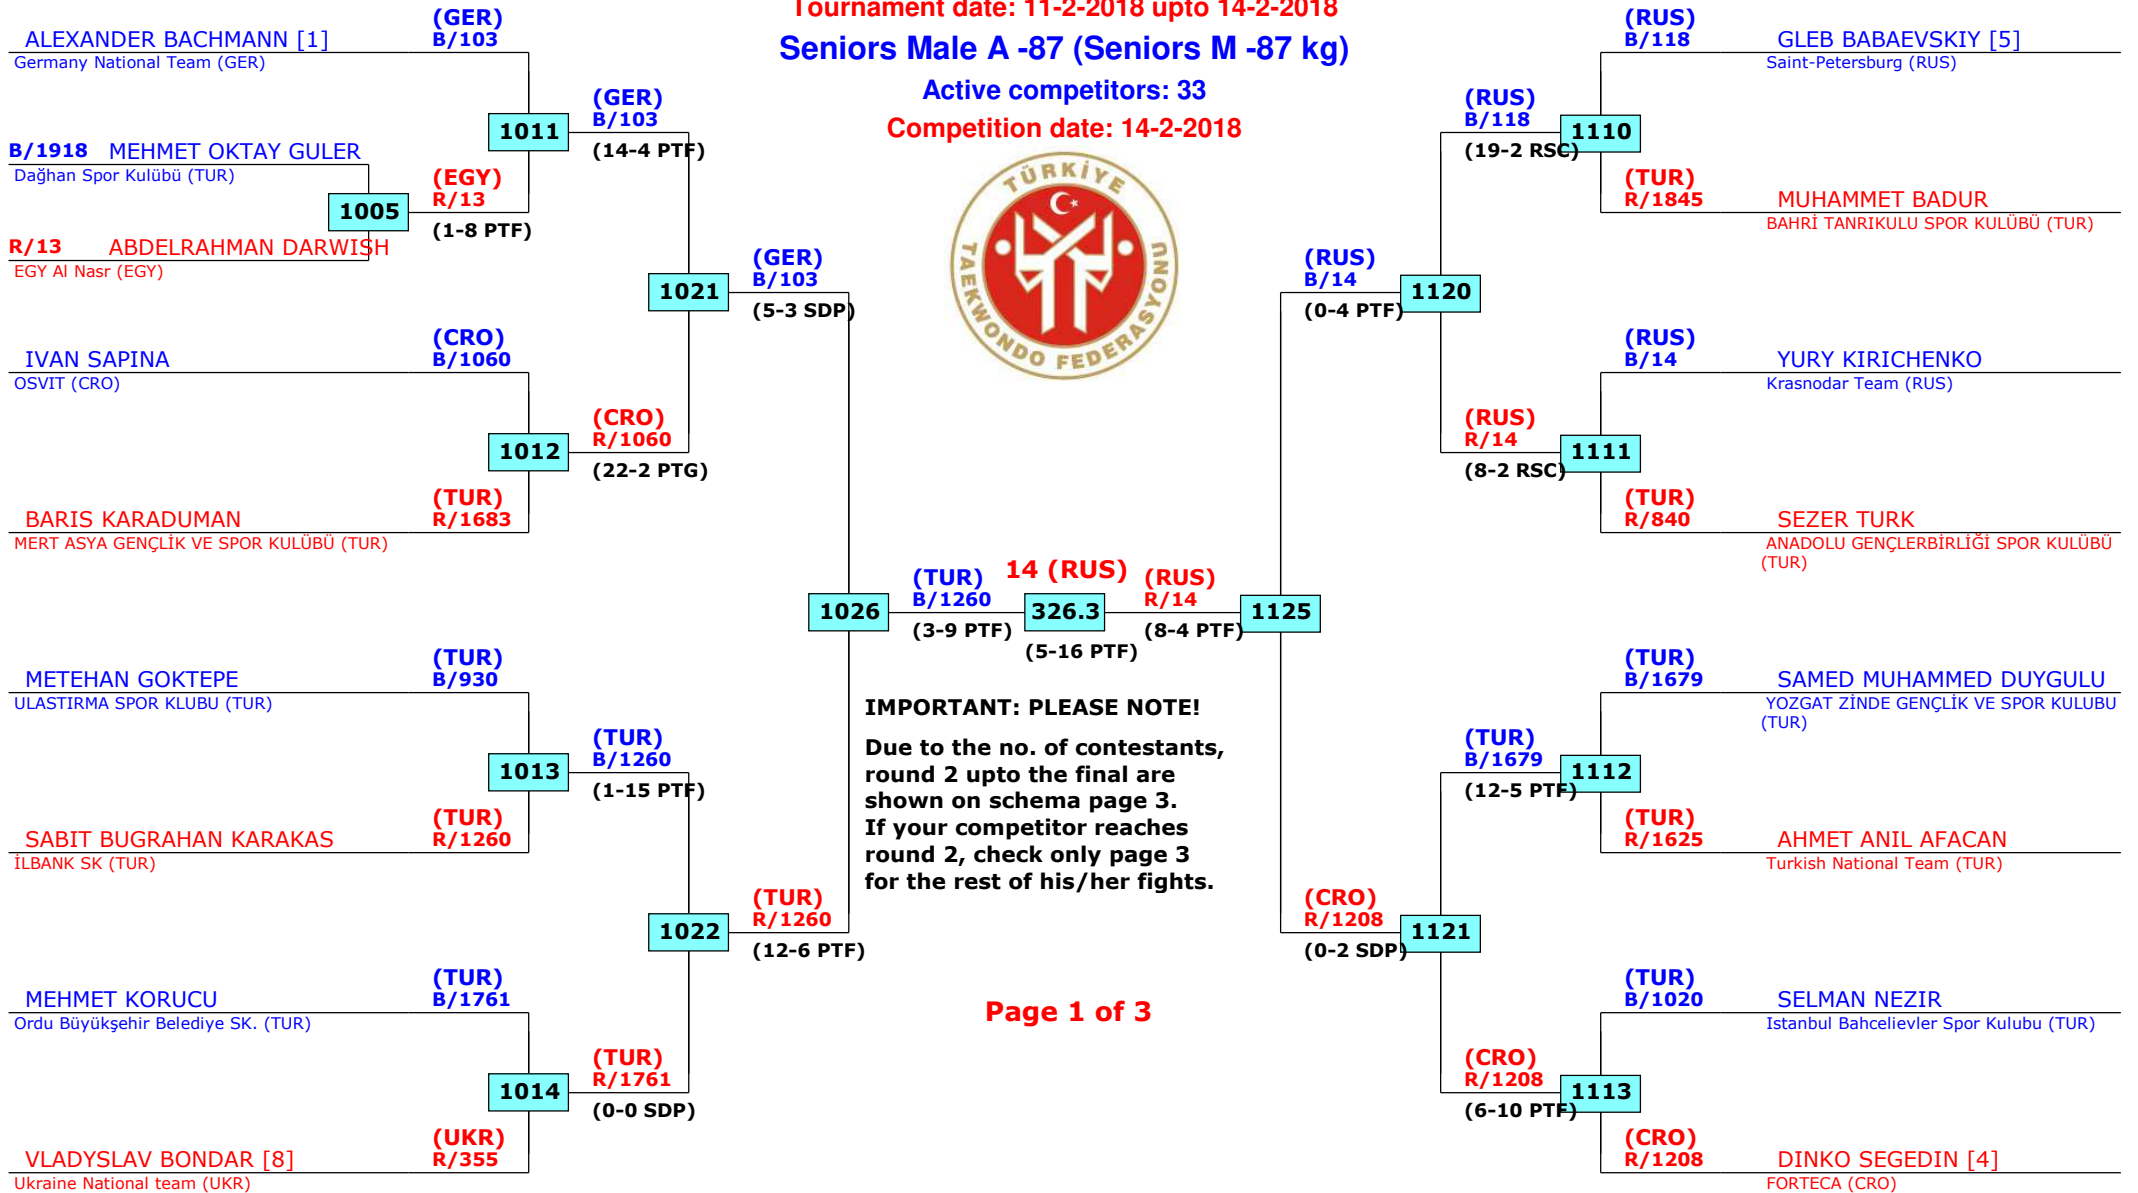 Tournament date: 11-2-2018 upto 14-2-2018
Seniors Male A -87 (Seniors M -87 kg)
Active competitors: 33
Competition date: 14-2-2018
TÜRKİYE
TAEKWONDO FEDERASYONU
(GER)
ALEXANDER BACHMANN [1] B/103
Germany National Team (GER)
(GER)
1011 B/103
(14-4 PTF)
B/1918 MEHMET OKTAY GULER
Dağhan Spor Kulübü (TUR)
(EGY)
1005 R/13
(1-8 PTF)
R/13 ABDELRAHMAN DARWISH
EGY Al Nasr (EGY)
(GER)
1021 B/103
(5-3 SDP)
(CRO)
IVAN SAPINA B/1060
OSVIT (CRO)
(CRO)
1012 R/1060
(22-2 PTG)
(TUR)
BARIS KARADUMAN R/1683
MERT ASYA GENÇLİK VE SPOR KULÜBÜ (TUR)
(TUR)
1026 B/1260
(3-9 PTF)
14 (RUS)
326.3
(5-16 PTF)
(RUS)
R/14 1125
(8-4 PTF)
(TUR)
METEHAN GOKTEPE B/930
ULASTIRMA SPOR KLUBU (TUR)
(TUR)
1013 B/1260
(1-15 PTF)
(TUR)
SABIT BUGRAHAN KARAKAS R/1260
İLBANK SK (TUR)
(TUR)
R/1260
1022
(12-6 PTF)
(TUR)
MEHMET KORUCU B/1761
Ordu Büyükşehir Belediye SK. (TUR)
(TUR)
R/1761
1014
(0-0 SDP)
(UKR)
VLADYSLAV BONDAR [8] R/355
Ukraine National team (UKR)
IMPORTANT: PLEASE NOTE!
Due to the no. of contestants,
round 2 upto the final are
shown on schema page 3.
If your competitor reaches
round 2, check only page 3
for the rest of his/her fights.
Page 1 of 3
(RUS)
B/118 GLEB BABAEVSKIY [5]
Saint-Petersburg (RUS)
(RUS)
B/118 1110
(19-2 RSC)
(TUR)
R/1845 MUHAMMET BADUR
BAHRİ TANRIKULU SPOR KULÜBÜ (TUR)
(RUS)
B/14 1120
(0-4 PTF)
(RUS)
B/14 YURY KIRICHENKO
Krasnodar Team (RUS)
(RUS)
R/14 1111
(8-2 RSC)
(TUR)
R/840 SEZER TURK
ANADOLU GENÇLERBİRLİĞİ SPOR KULÜBÜ
(TUR)
(TUR)
B/1679 SAMED MUHAMMED DUYGULU
YOZGAT ZİNDE GENÇLİK VE SPOR KULUBU
(TUR)
(TUR)
B/1679 1112
(12-5 PTF)
(TUR)
R/1625 AHMET ANIL AFACAN
Turkish National Team (TUR)
(CRO)
R/1208 1121
(0-2 SDP)
(TUR)
B/1020 SELMAN NEZIR
Istanbul Bahcelievler Spor Kulubu (TUR)
(CRO)
R/1208 1113
(6-10 PTF)
(CRO)
R/1208 DINKO SEGEDIN [4]
FORTECA (CRO)